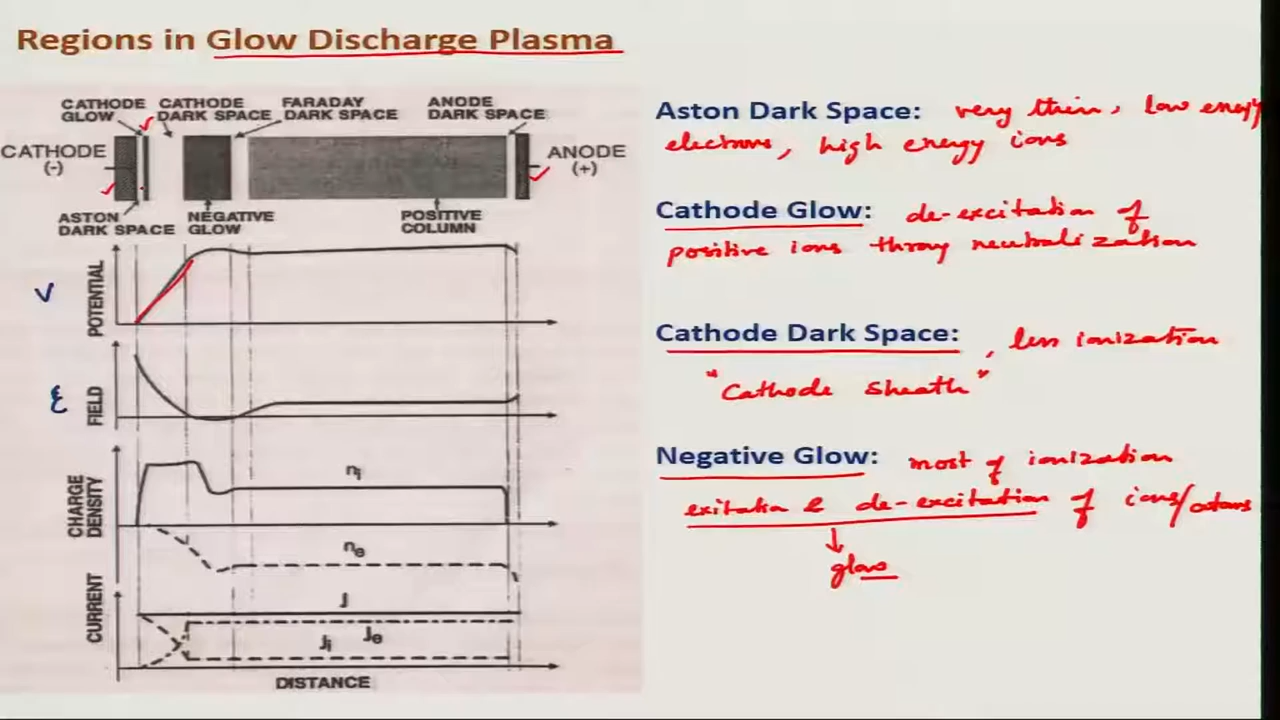 Regions in Glow Discharge Plasma
CATHODE GLOW
CATHODE DARK SPACE
FARADAY DARK SPACE
ANODE DARK SPACE
CATHODE (-)
ANODE (+)
ASTON DARK SPACE
NEGATIVE GLOW
POSITIVE COLUMN
V
POTENTIAL
ε
FIELD
CHARGE DENSITY
ni
ne
CURRENT
J
Je
Ji
DISTANCE
Aston Dark Space: very thin, low energy
electrons, high energy ions
Cathode Glow: de-excitation of
positive ions throug neutralization
Cathode Dark Space: , less ionization
"Cathode Sheath"
Negative Glow: most of ionization
exitation & de-excitation of ions/atoms
glow